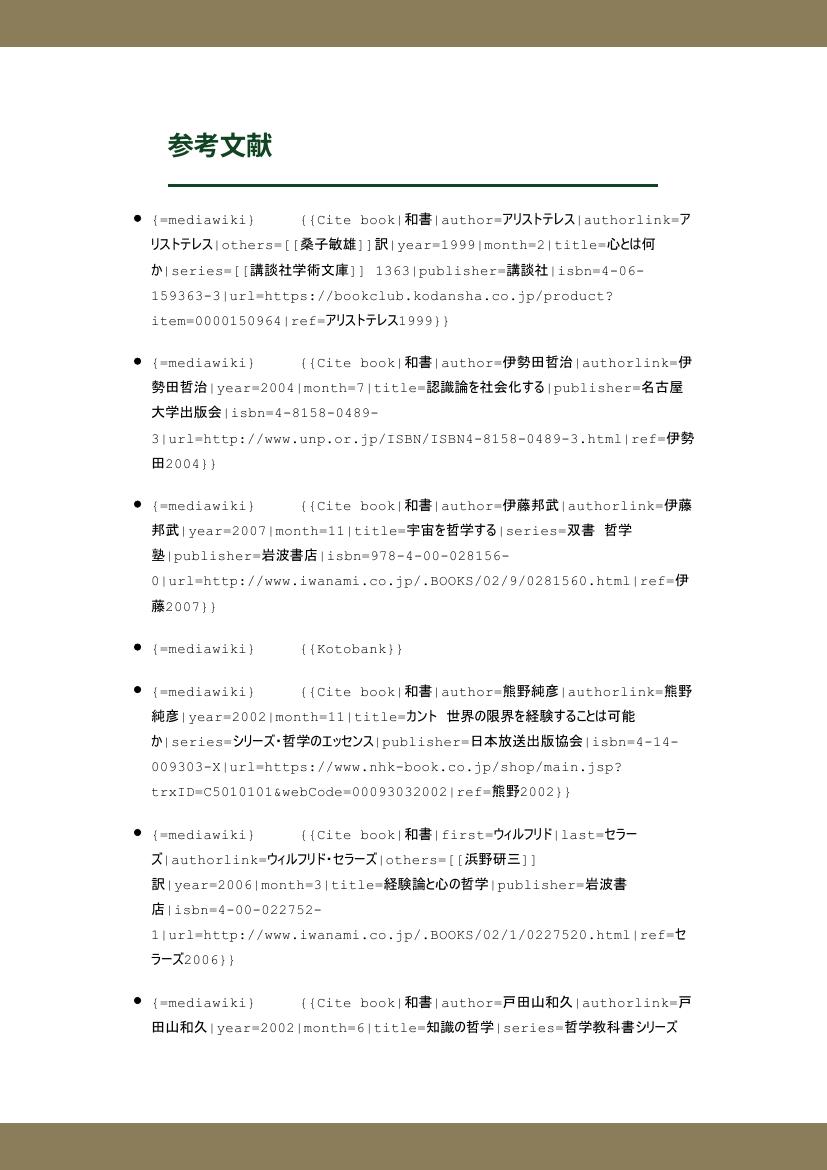 参考文献
{=mediawiki} {{Cite book|和書|author=アリストテレス|authorlink=ア
リストテレス|others=[[桑子敏雄]]訳|year=1999|month=2|title=心とは何
か|series=[[講談社学術文庫]] 1363|publisher=講談社|isbn=4-06-
159363-3|url=https://bookclub.kodansha.co.jp/product?
item=0000150964|ref=アリストテレス1999}}
{=mediawiki} {{Cite book|和書|author=伊勢田哲治|authorlink=伊
勢田哲治|year=2004|month=7|title=認識論を社会化する|publisher=名古屋
大学出版会|isbn=4-8158-0489-
3|url=http://www.unp.or.jp/ISBN/ISBN4-8158-0489-3.html|ref=伊勢
田2004}}
{=mediawiki} {{Cite book|和書|author=伊藤邦武|authorlink=伊藤
邦武|year=2007|month=11|title=宇宙を哲学する|series=双書 哲学
塾|publisher=岩波書店|isbn=978-4-00-028156-
0|url=http://www.iwanami.co.jp/.BOOKS/02/9/0281560.html|ref=伊
藤2007}}
{=mediawiki} {{Kotobank}}
{=mediawiki} {{Cite book|和書|author=熊野純彦|authorlink=熊野
純彦|year=2002|month=11|title=カント 世界の限界を経験することは可能
か|series=シリーズ・哲学のエッセンス|publisher=日本放送出版協会|isbn=4-14-
009303-X|url=https://www.nhk-book.co.jp/shop/main.jsp?
trxID=C5010101&webCode=00093032002|ref=熊野2002}}
{=mediawiki} {{Cite book|和書|first=ウィルフリド|last=セラー
ズ|authorlink=ウィルフリド・セラーズ|others=[[浜野研三]]
訳|year=2006|month=3|title=経験論と心の哲学|publisher=岩波書
店|isbn=4-00-022752-
1|url=http://www.iwanami.co.jp/.BOOKS/02/1/0227520.html|ref=セ
ラーズ2006}}
{=mediawiki} {{Cite book|和書|author=戸田山和久|authorlink=戸
田山和久|year=2002|month=6|title=知識の哲学|series=哲学教科書シリーズ